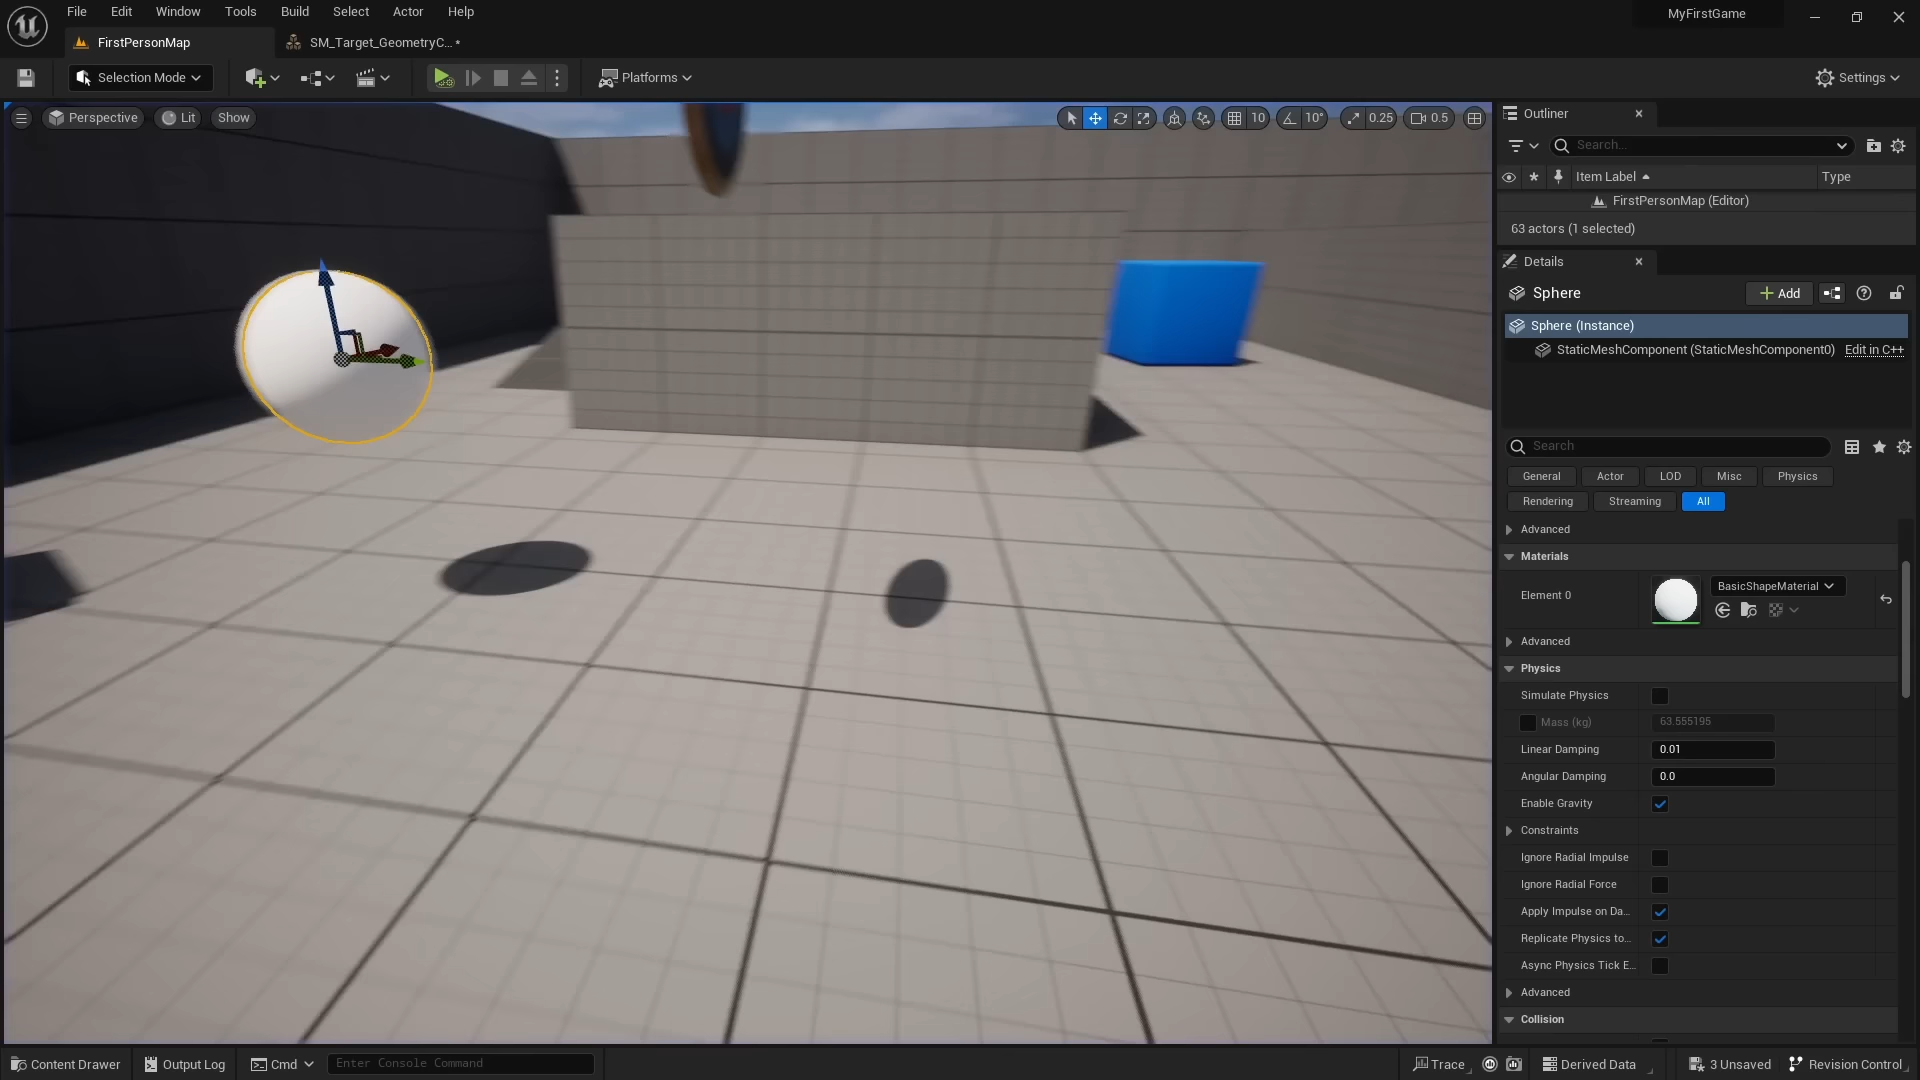 File Edit Window Tools Build Select Actor Help
MyFirstGame
FirstPersonMap
SM_Target_GeometryC... *
Selection Mode
Platforms
Settings
Perspective
Lit
Show
10
10°
0.25
0.5
Outliner
Search...
Item Label
Type
FirstPersonMap (Editor)
63 actors (1 selected)
Details
Sphere
Add
Sphere (Instance)
StaticMeshComponent (StaticMeshComponent0) Edit in C++
Search
General Actor LOD Misc Physics
Rendering Streaming All
Advanced
Materials
Element 0
BasicShapeMaterial
Advanced
Physics
Simulate Physics
Mass (kg) 63.555195
Linear Damping 0.01
Angular Damping 0.0
Enable Gravity
Constraints
Ignore Radial Impulse
Ignore Radial Force
Apply Impulse on Da...
Replicate Physics to...
Async Physics Tick E...
Advanced
Collision
Content Drawer
Output Log
Cmd
Enter Console Command
Trace
Derived Data
3 Unsaved
Revision Control